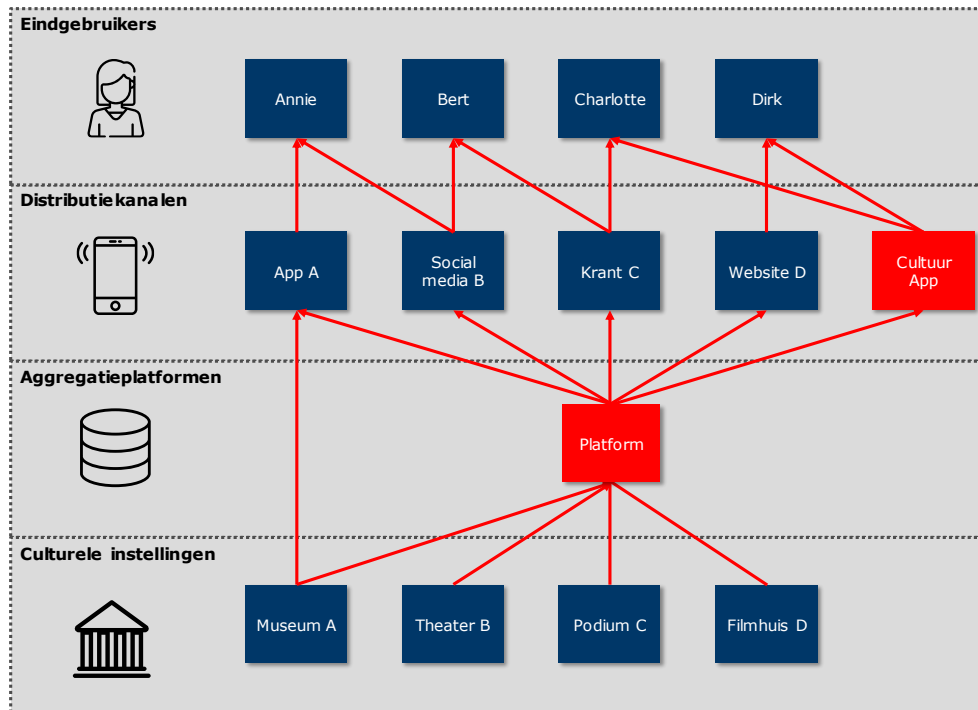 Eindgebruikers
Annie
Bert
Charlotte
Dirk
Distributiekanalen
App A
Social
media B
Krant C
Website D
Cultuur
App
Aggregatieplatformen
Platform
Culturele instellingen
Museum A
Theater B
Podium C
Filmhuis D